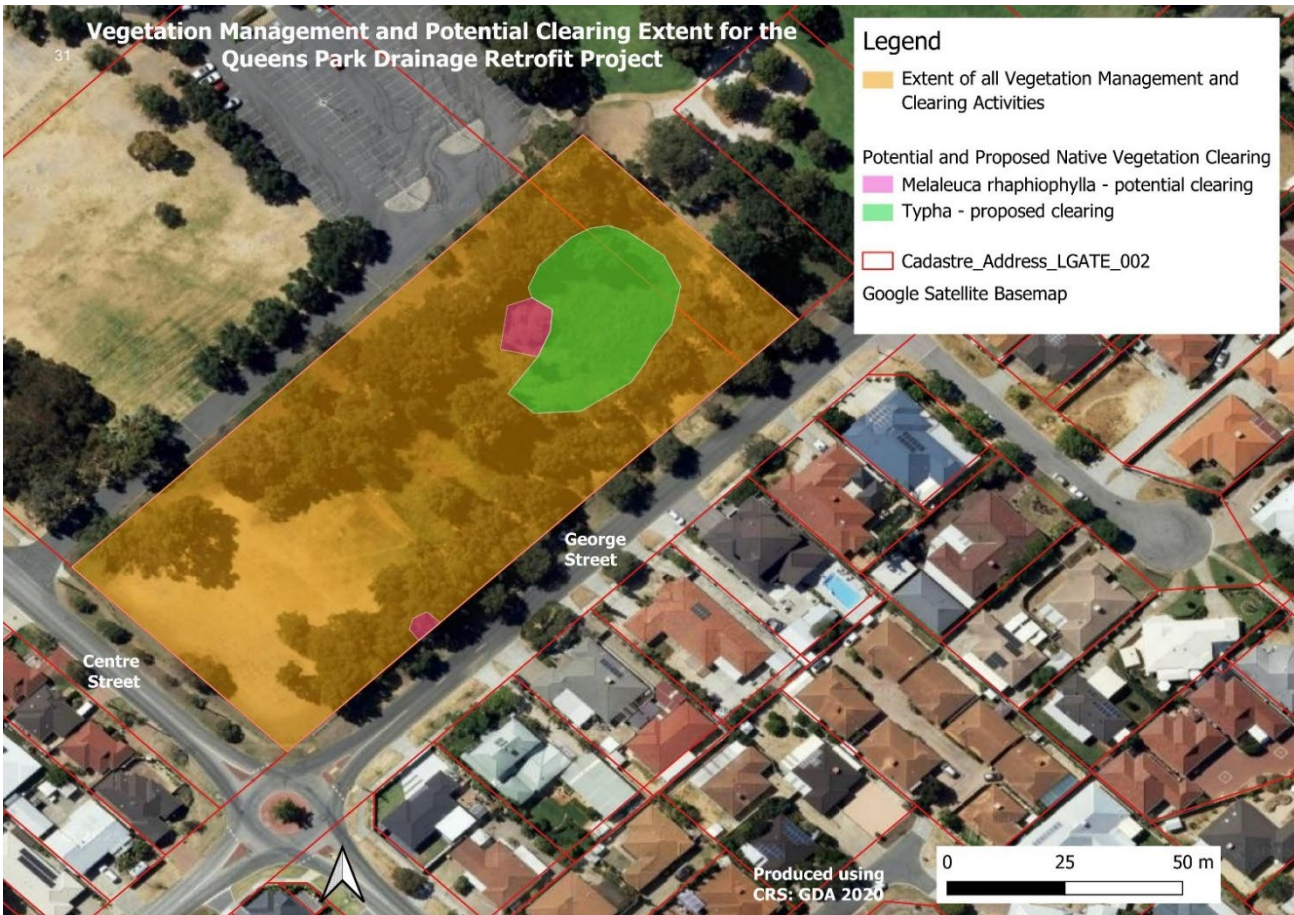 Vegetation Management and Potential Clearing Extent for the
Queens Park Drainage Retrofit Project
31
Legend
Extent of all Vegetation Management and
Clearing Activities
Potential and Proposed Native Vegetation Clearing
Melaleuca rhaphiophylla - potential clearing
Typha - proposed clearing
Cadastre_Address_LGATE_002
Google Satellite Basemap
George
Street
Centre
Street
Produced using
CRS: GDA 2020
0 25 50 m